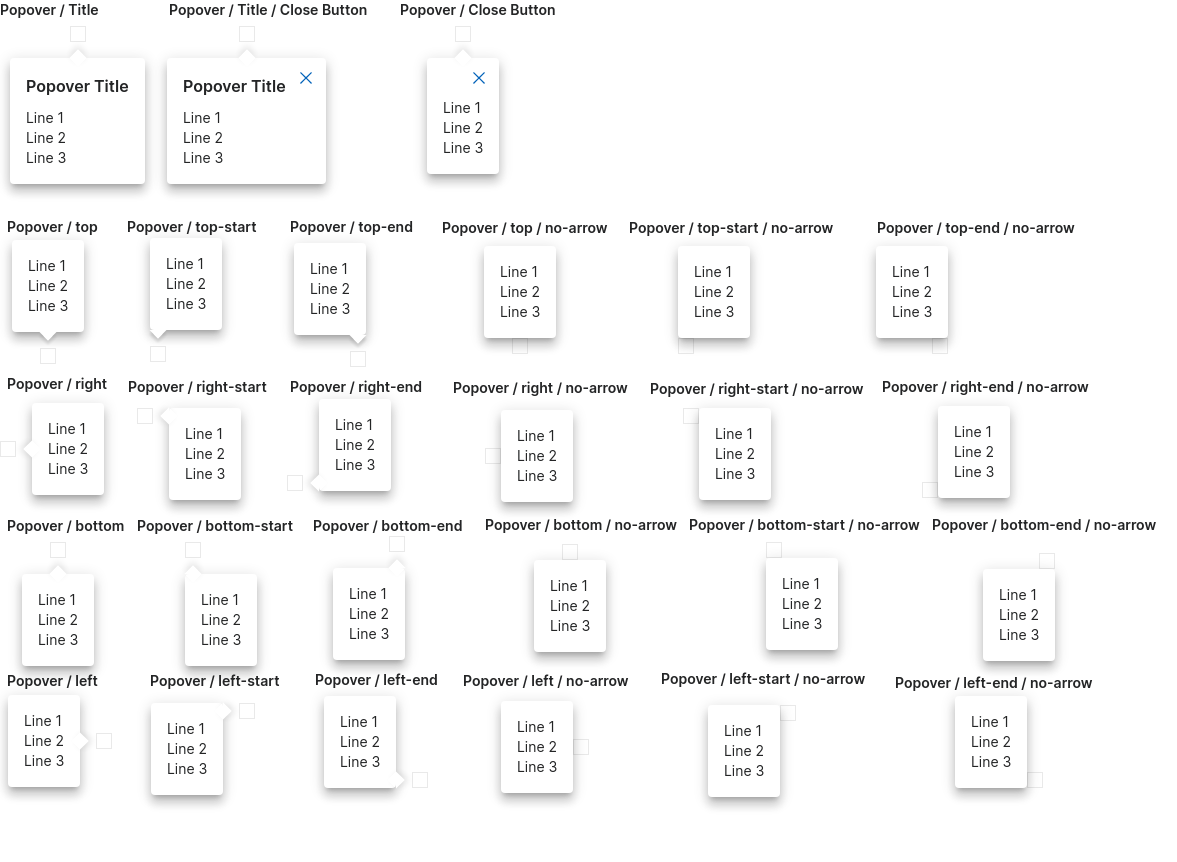 Popover / Title
Popover / Title / Close Button
Popover / Close Button
Popover Title
Line 1
Line 2
Line 3
Popover Title
Line 1
Line 2
Line 3
Line 1
Line 2
Line 3
Popover / top
Popover / top-start
Popover / top-end
Popover / top / no-arrow
Popover / top-start / no-arrow
Popover / top-end / no-arrow
Line 1
Line 2
Line 3
Line 1
Line 2
Line 3
Line 1
Line 2
Line 3
Line 1
Line 2
Line 3
Line 1
Line 2
Line 3
Line 1
Line 2
Line 3
Popover / right
Popover / right-start
Popover / right-end
Popover / right / no-arrow
Popover / right-start / no-arrow
Popover / right-end / no-arrow
Line 1
Line 2
Line 3
Line 1
Line 2
Line 3
Line 1
Line 2
Line 3
Line 1
Line 2
Line 3
Line 1
Line 2
Line 3
Line 1
Line 2
Line 3
Popover / bottom
Popover / bottom-start
Popover / bottom-end
Popover / bottom / no-arrow
Popover / bottom-start / no-arrow
Popover / bottom-end / no-arrow
Line 1
Line 2
Line 3
Line 1
Line 2
Line 3
Line 1
Line 2
Line 3
Line 1
Line 2
Line 3
Line 1
Line 2
Line 3
Line 1
Line 2
Line 3
Popover / left
Popover / left-start
Popover / left-end
Popover / left / no-arrow
Popover / left-start / no-arrow
Popover / left-end / no-arrow
Line 1
Line 2
Line 3
Line 1
Line 2
Line 3
Line 1
Line 2
Line 3
Line 1
Line 2
Line 3
Line 1
Line 2
Line 3
Line 1
Line 2
Line 3